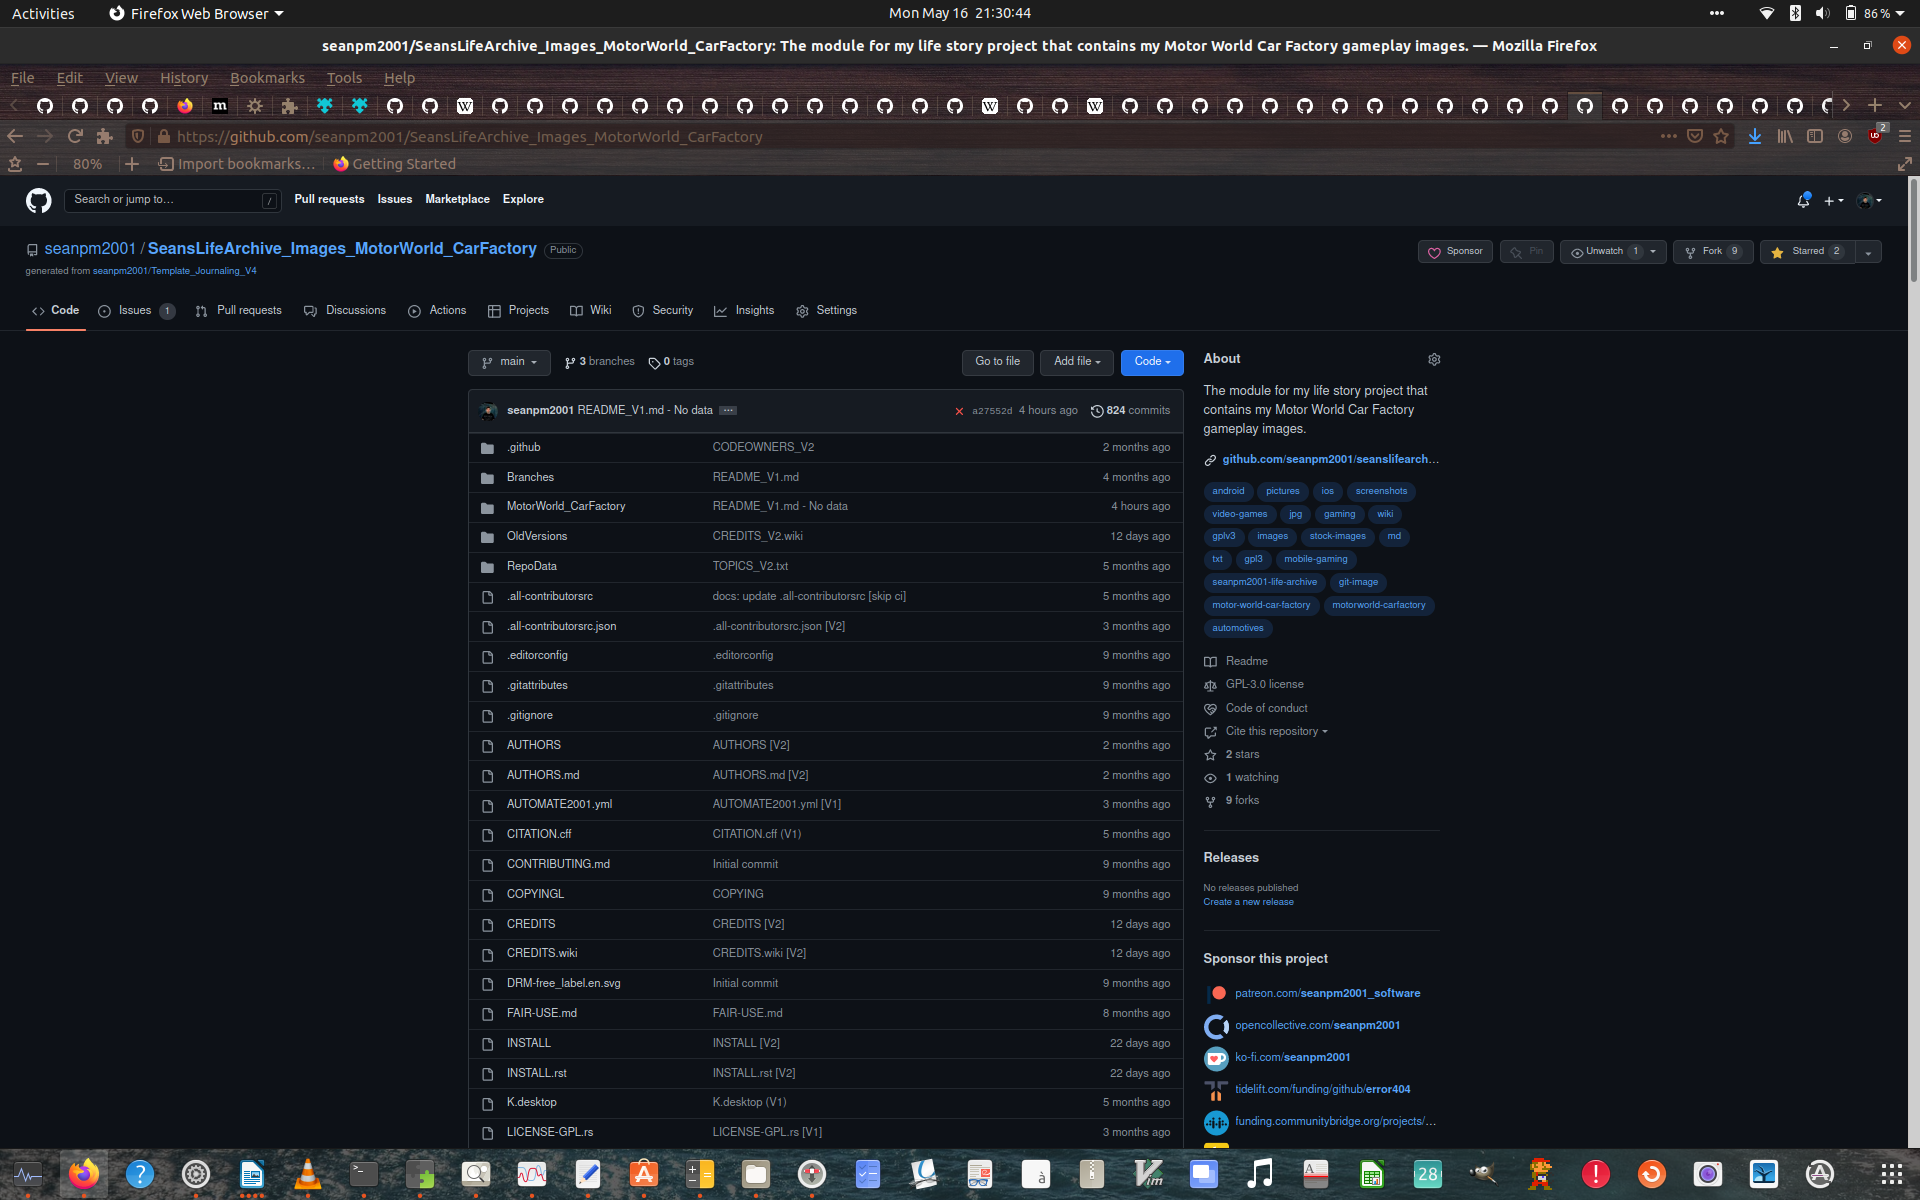 Activities Firefox Web Browser Mon May 16 21:30:44 86 %
seanpm2001/SeansLifeArchive_Images_MotorWorld_CarFactory: The module for my life story project that contains my Motor World Car Factory gameplay images. — Mozilla Firefox
File Edit View History Bookmarks Tools Help
https://github.com/seanpm2001/SeansLifeArchive_Images_MotorWorld_CarFactory 2
80% Import bookmarks... Getting Started
Search or jump to... / Pull requests Issues Marketplace Explore
seanpm2001 / SeansLifeArchive_Images_MotorWorld_CarFactory Public Sponsor Pin Unwatch 1 Fork 9 Starred 2
generated from seanpm2001/Template_Journaling_V4
Code Issues 1 Pull requests Discussions Actions Projects Wiki Security Insights Settings
main 3 branches 0 tags Go to file Add file Code
seanpm2001 README_V1.md - No data ... a27552d 4 hours ago 824 commits
.github CODEOWNERS_V2 2 months ago
Branches README_V1.md 4 months ago
MotorWorld_CarFactory README_V1.md - No data 4 hours ago
OldVersions CREDITS_V2.wiki 12 days ago
RepoData TOPICS_V2.txt 5 months ago
.all-contributorsrc docs: update .all-contributorsrc [skip ci] 5 months ago
.all-contributorsrc.json .all-contributorsrc.json [V2] 3 months ago
.editorconfig .editorconfig 9 months ago
.gitattributes .gitattributes 9 months ago
.gitignore .gitignore 9 months ago
AUTHORS AUTHORS [V2] 2 months ago
AUTHORS.md AUTHORS.md [V2] 2 months ago
AUTOMATE2001.yml AUTOMATE2001.yml [V1] 3 months ago
CITATION.cff CITATION.cff (V1) 5 months ago
CONTRIBUTING.md Initial commit 9 months ago
COPYINGL COPYING 9 months ago
CREDITS CREDITS [V2] 12 days ago
CREDITS.wiki CREDITS.wiki [V2] 12 days ago
DRM-free_label.en.svg Initial commit 9 months ago
FAIR-USE.md FAIR-USE.md 8 months ago
INSTALL INSTALL [V2] 22 days ago
INSTALL.rst INSTALL.rst [V2] 22 days ago
K.desktop K.desktop (V1) 5 months ago
LICENSE-GPL.rs LICENSE-GPL.rs [V1] 3 months ago
About
The module for my life story project that
contains my Motor World Car Factory
gameplay images.
github.com/seanpm2001/seanslifearch...
android pictures ios screenshots
video-games jpg gaming wiki
gplv3 images stock-images md
txt gpl3 mobile-gaming
seanpm2001-life-archive git-image
motor-world-car-factory motorworld-carfactory
automotives
Readme
GPL-3.0 license
Code of conduct
Cite this repository
2 stars
1 watching
9 forks
Releases
No releases published
Create a new release
Sponsor this project
patreon.com/seanpm2001_software
opencollective.com/seanpm2001
ko-fi.com/seanpm2001
tidelift.com/funding/github/error404
funding.communitybridge.org/projects/...
28